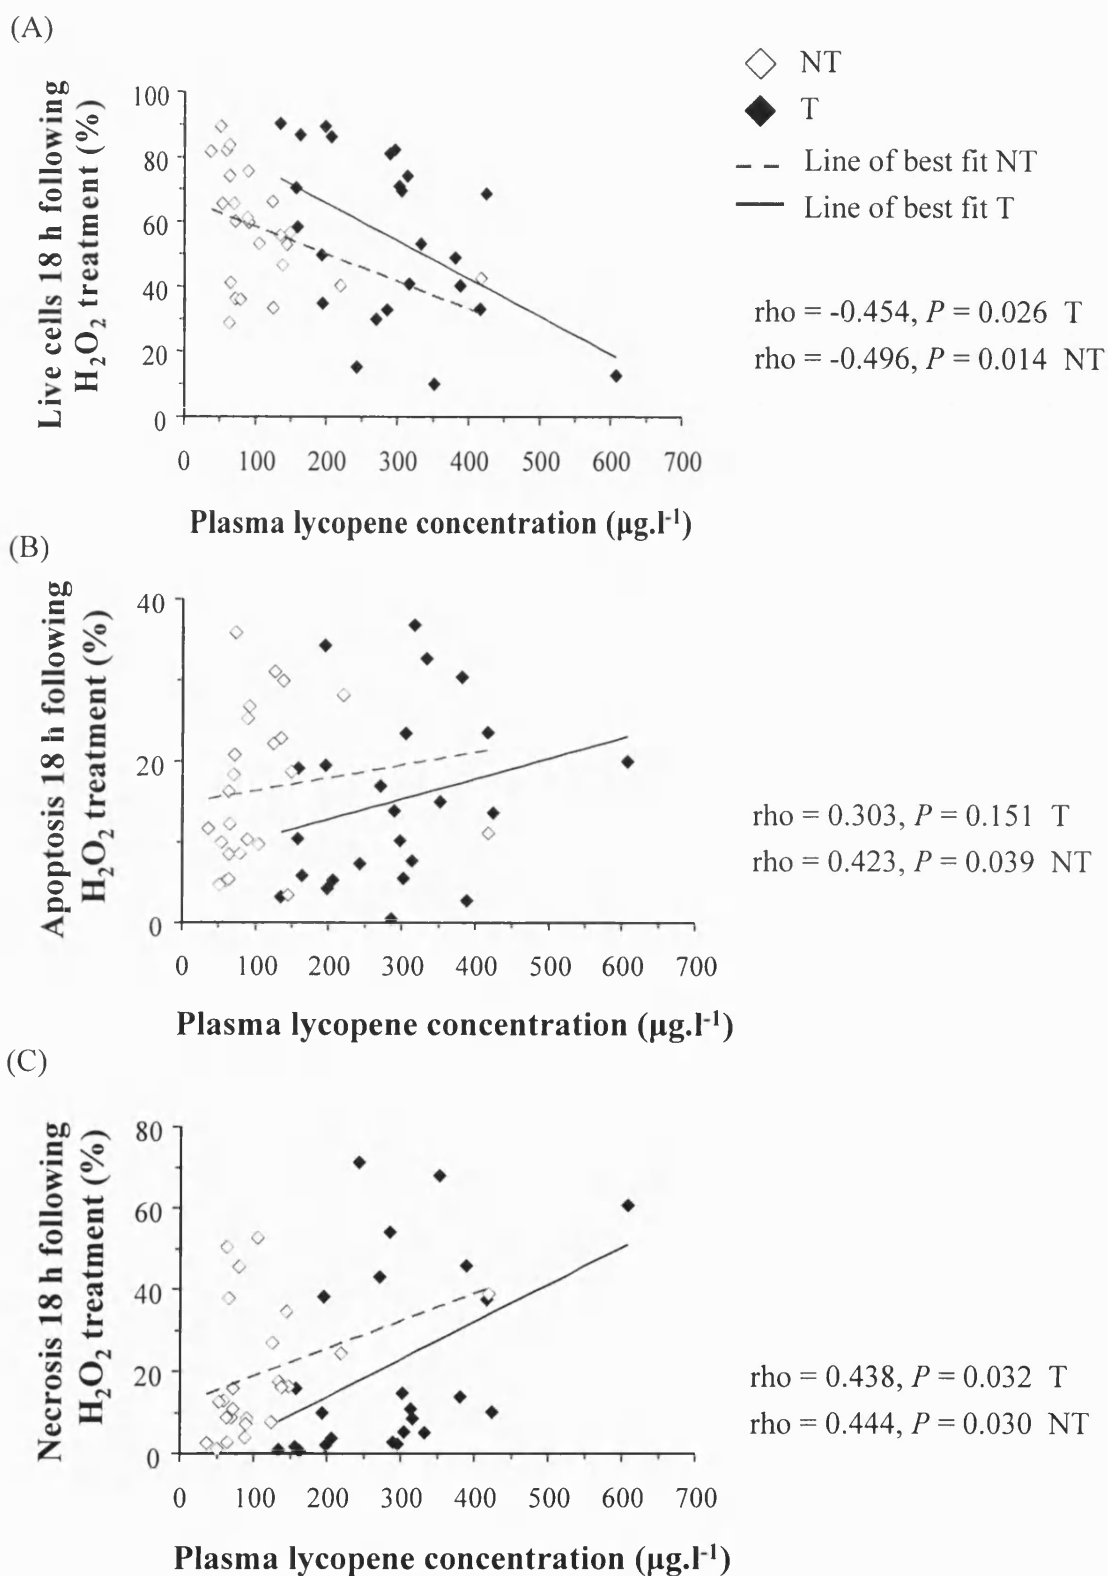 (A)
Live cells 18 h following
H₂O₂ treatment (%)
100
80
60
40
20
0
0 100 200 300 400 500 600 700
Plasma lycopene concentration (µg.l⁻¹)
NT
T
Line of best fit NT
Line of best fit T
rho = -0.454, P = 0.026 T
rho = -0.496, P = 0.014 NT
(B)
Apoptosis 18 h following
H₂O₂ treatment (%)
40
20
0
0 100 200 300 400 500 600 700
Plasma lycopene concentration (µg.l⁻¹)
rho = 0.303, P = 0.151 T
rho = 0.423, P = 0.039 NT
(C)
Necrosis 18 h following
H₂O₂ treatment (%)
80
60
40
20
0
0 100 200 300 400 500 600 700
Plasma lycopene concentration (µg.l⁻¹)
rho = 0.438, P = 0.032 T
rho = 0.444, P = 0.030 NT